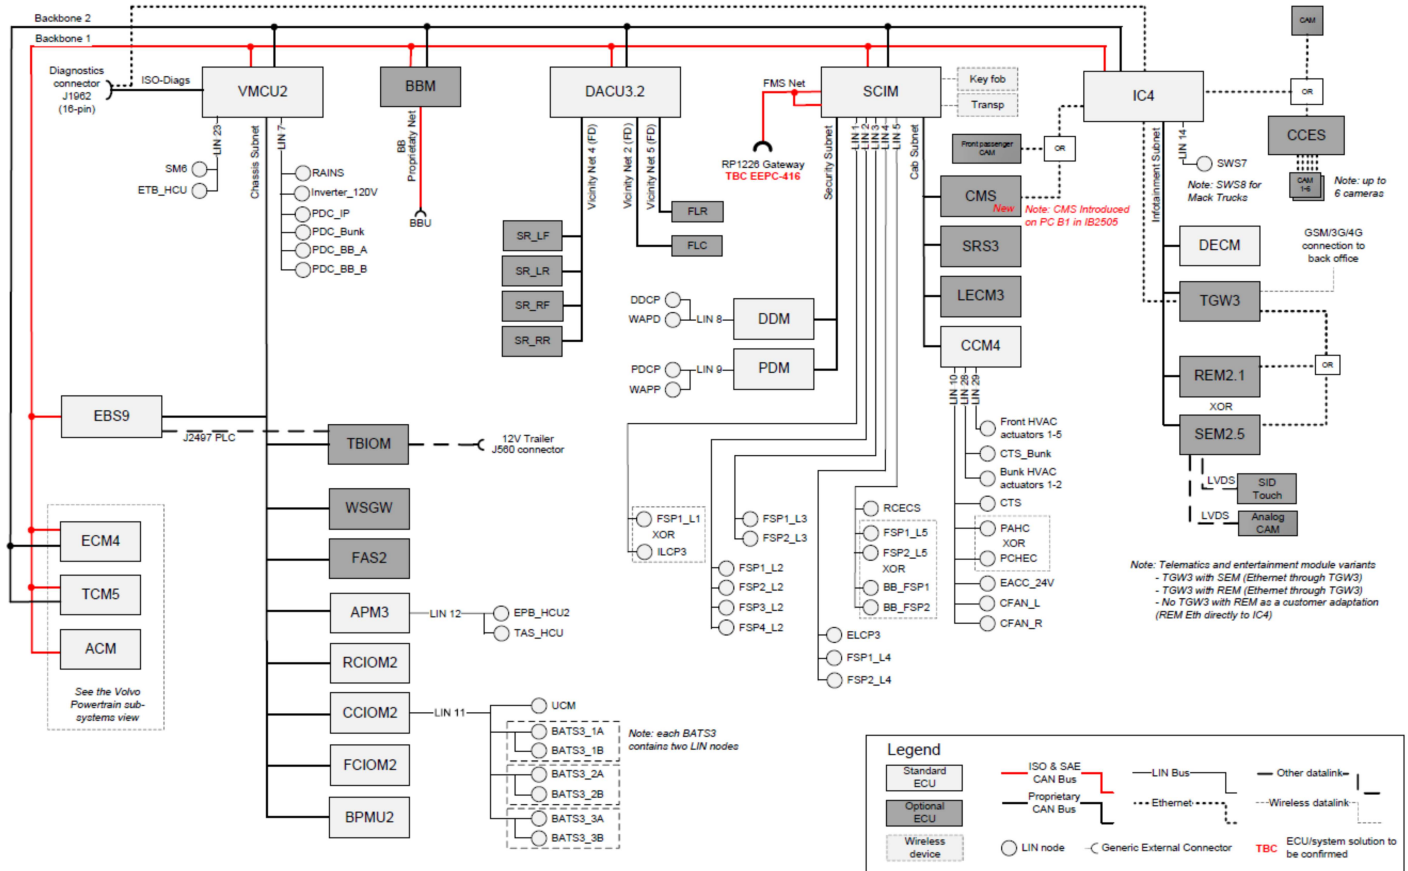 Backbone 2
Backbone 1
Diagnostics
connector
J1962
(16-pin)
ISO-Diags
VMCU2
BBM
DACU3.2
SCIM
IC4
CAM
OR
CCES
CAM
1-6
Note: up to
6 cameras
Key fob
Transp
FMS Net
RP1226 Gateway
TBC EEPC-416
LIN 23
Chassis Subnet
LIN 7
SM6
ETB_HCU
RAINS
Inverter_120V
PDC_IP
PDC_Bunk
PDC_BB_A
PDC_BB_B
BB
Proprietaty Net
BBU
Vicinity Net 4 (FD)
Vicinity Net 2 (FD)
Vicinity Net 5 (FD)
FLR
FLC
SR_LF
SR_LR
SR_RF
SR_RR
Security Subnet
LIN 1
LIN 2
LIN 3
LIN 4
LIN 5
Cab Subnet
Front passenger
CAM
OR
CMS
New
Note: CMS Introduced
on PC B1 in IB2505
SRS3
LECM3
CCM4
Infotainment Subnet
LIN 14
SWS7
Note: SWS8 for
Mack Trucks
DECM
GSM/3G/4G
connection to
back office
TGW3
OR
REM2.1
XOR
SEM2.5
LVDS
SID
Touch
LVDS
Analog
CAM
Note: Telematics and entertainment module variants
- TGW3 with SEM (Ethernet through TGW3)
- TGW3 with REM (Ethernet through TGW3)
- No TGW3 with REM as a customer adaptation
(REM Eth directly to IC4)
DDCP
WAPD
LIN 8
DDM
PDCP
WAPP
LIN 9
PDM
LIN 10
LIN 28
LIN 29
Front HVAC
actuators 1-5
CTS_Bunk
Bunk HVAC
actuators 1-2
CTS
PAHC
XOR
PCHEC
EACC_24V
CFAN_L
CFAN_R
FSP1_L1
XOR
ILCP3
FSP1_L2
FSP2_L2
FSP3_L2
FSP4_L2
FSP1_L3
FSP2_L3
RCECS
FSP1_L5
FSP2_L5
XOR
BB_FSP1
BB_FSP2
ELCP3
FSP1_L4
FSP2_L4
EBS9
J2497 PLC
TBIOM
12V Trailer
J560 connector
WSGW
FAS2
APM3
LIN 12
EPB_HCU2
TAS_HCU
RCIOM2
CCIOM2
LIN 11
UCM
BATS3_1A
BATS3_1B
BATS3_2A
BATS3_2B
BATS3_3A
BATS3_3B
Note: each BATS3
contains two LIN nodes
FCIOM2
BPMU2
ECM4
TCM5
ACM
See the Volvo
Powertrain sub-
systems view
Legend
Standard
ECU
Optional
ECU
Wireless
device
ISO & SAE
CAN Bus
Proprietary
CAN Bus
LIN node
LIN Bus
Ethernet
Generic External Connector
Other datalink
Wireless datalink
TBC
ECU/system solution to
be confirmed